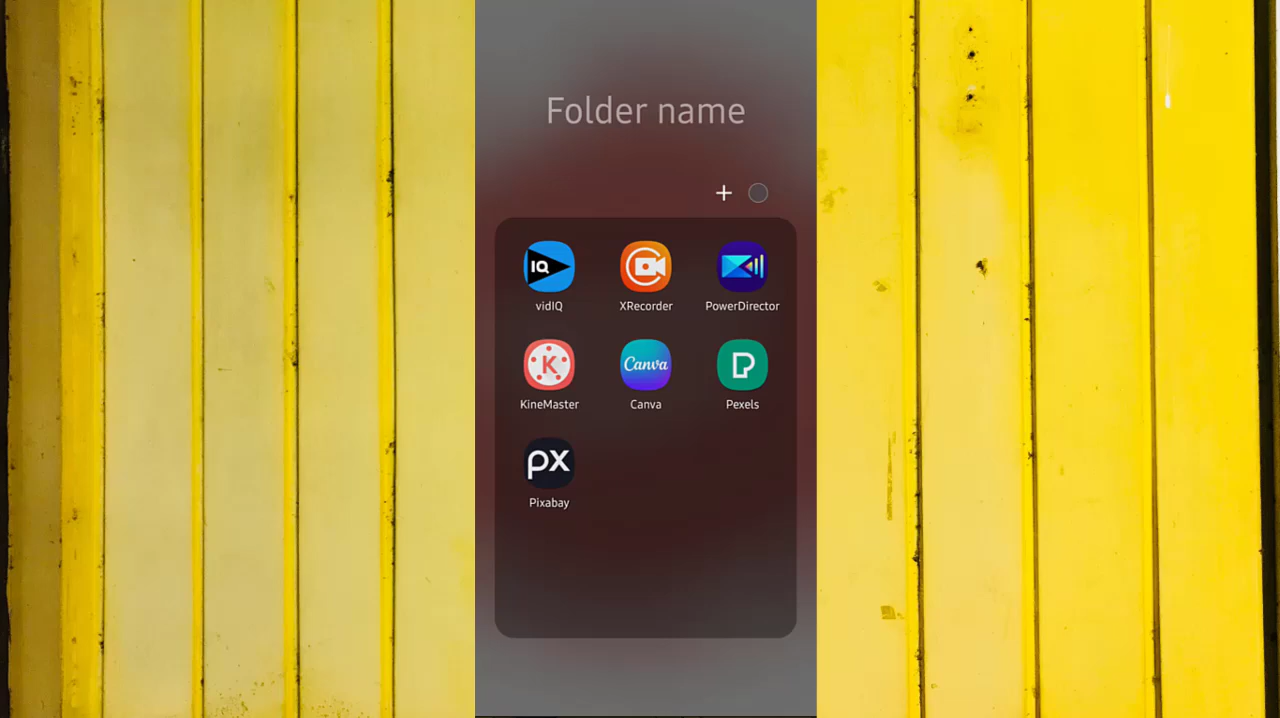 Folder name
IQ
vidIQ
XRecorder
PowerDirector
K
Canva
P
KineMaster
Canva
Pexels
px
Pixabay